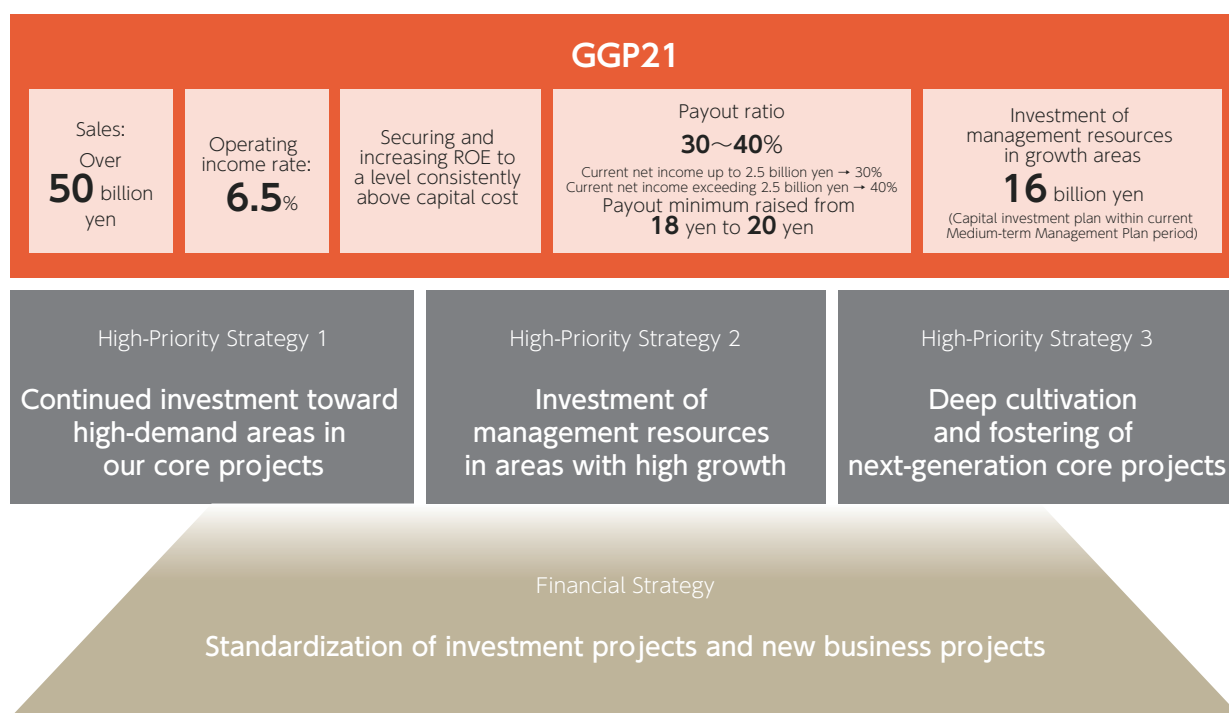 GGP21
Sales:
Over
50 billion
yen
Operating
income rate:
6.5%
Securing and
increasing ROE to
a level consistently
above capital cost
Payout ratio
30～40%
Current net income up to 2.5 billion yen → 30%
Current net income exceeding 2.5 billion yen → 40%
Payout minimum raised from
18 yen to 20 yen
Investment of
management resources
in growth areas
16 billion yen
(Capital investment plan within current
Medium-term Management Plan period)
High-Priority Strategy 1
Continued investment toward
high-demand areas in
our core projects
High-Priority Strategy 2
Investment of
management resources
in areas with high growth
High-Priority Strategy 3
Deep cultivation
and fostering of
next-generation core projects
Financial Strategy
Standardization of investment projects and new business projects